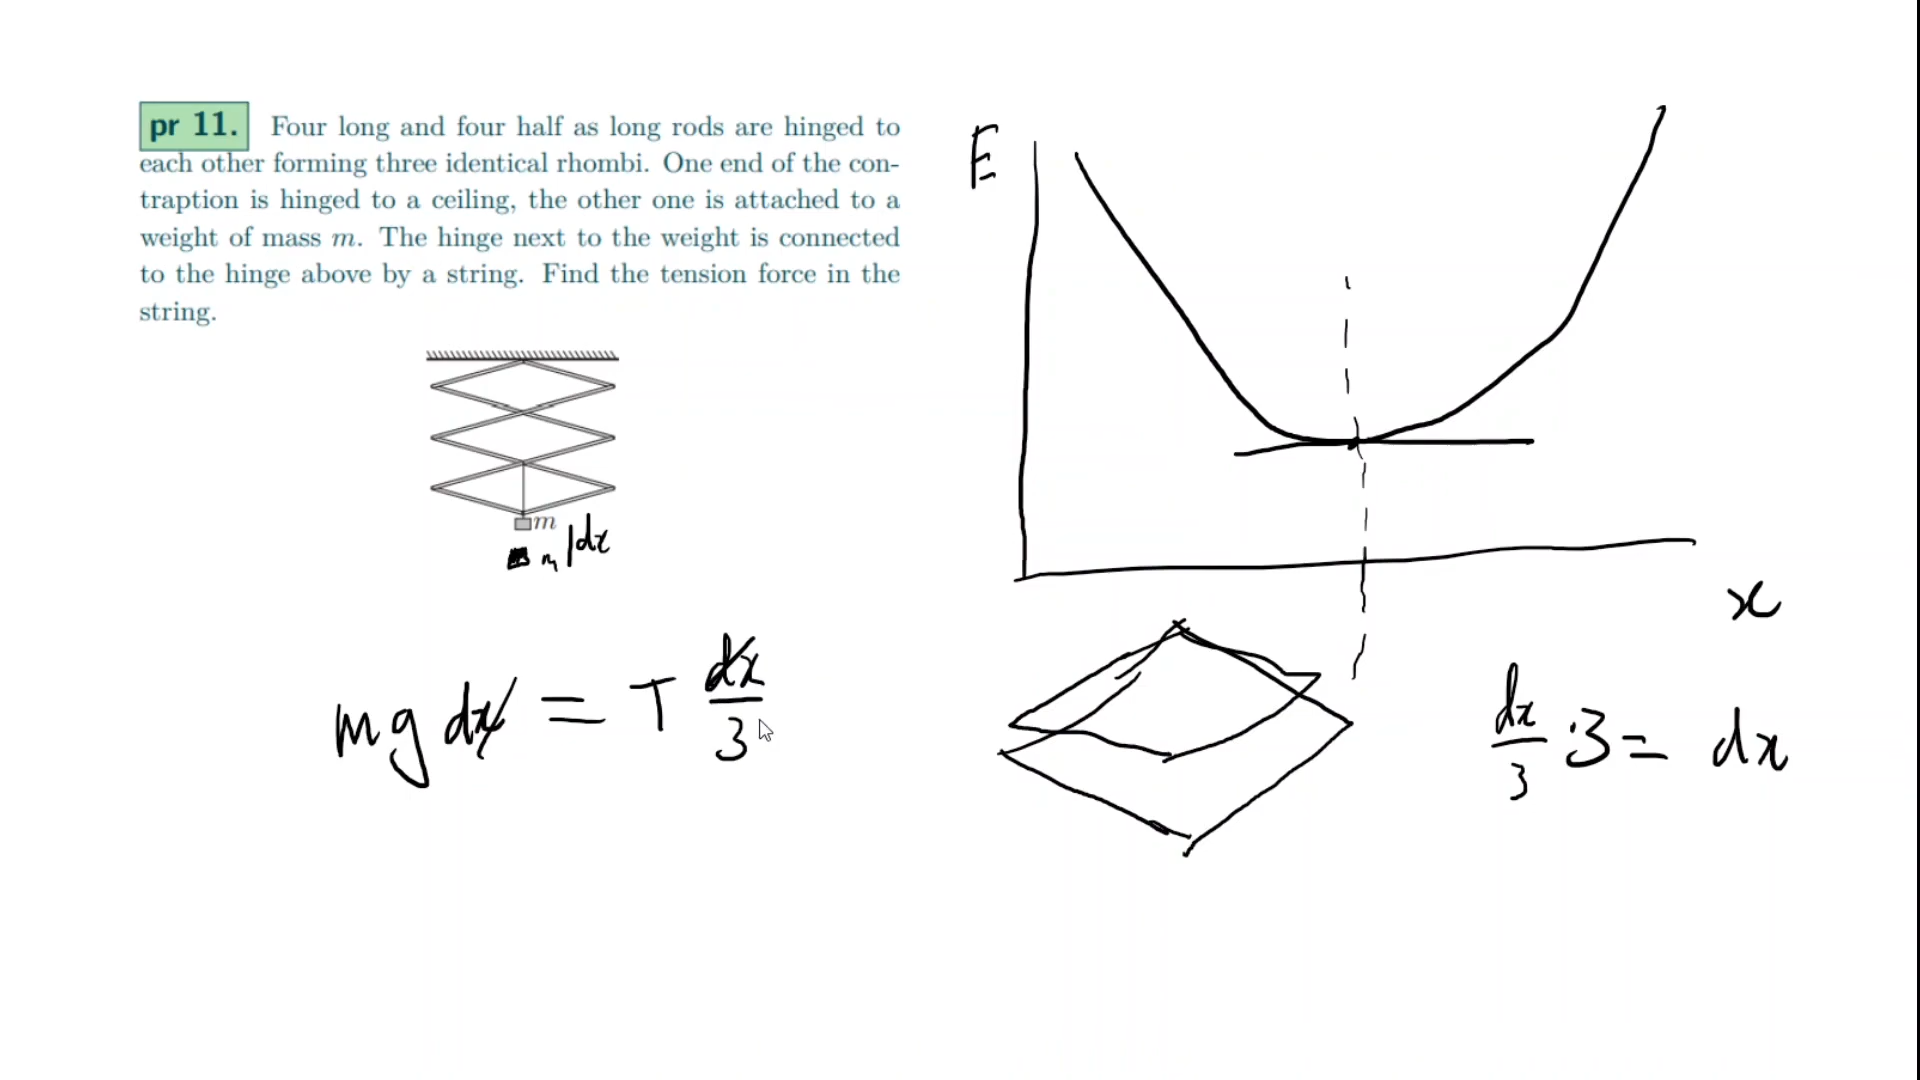 pr 11. Four long and four half as long rods are hinged to
each other forming three identical rhombi. One end of the con-
traption is hinged to a ceiling, the other one is attached to a
weight of mass m. The hinge next to the weight is connected
to the hinge above by a string. Find the tension force in the
string.
m
m dx
mg dx = T dx/3
E
x
dx/3 · 3 = dx